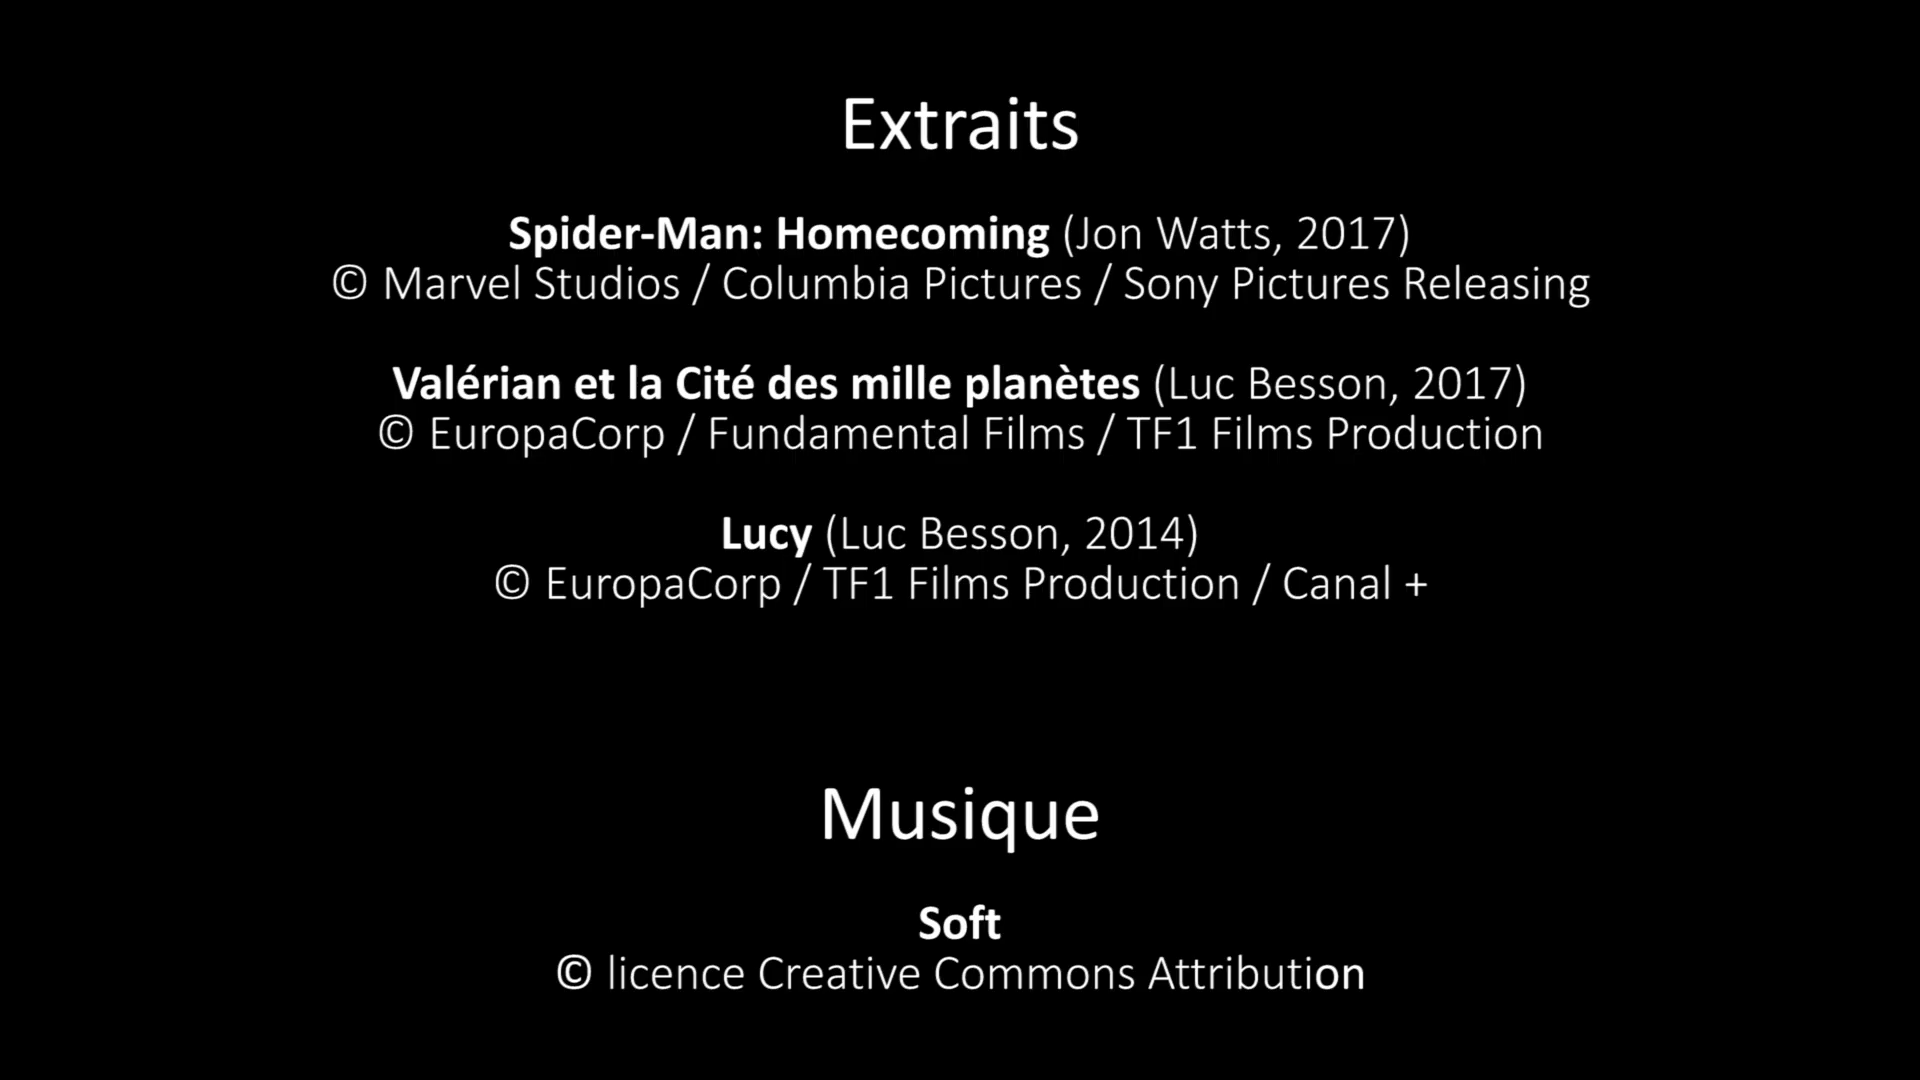 Extraits
Spider-Man: Homecoming (Jon Watts, 2017)
© Marvel Studios / Columbia Pictures / Sony Pictures Releasing
Valérian et la Cité des mille planètes (Luc Besson, 2017)
© EuropaCorp / Fundamental Films / TF1 Films Production
Lucy (Luc Besson, 2014)
© EuropaCorp / TF1 Films Production / Canal +
Musique
Soft
© licence Creative Commons Attribution